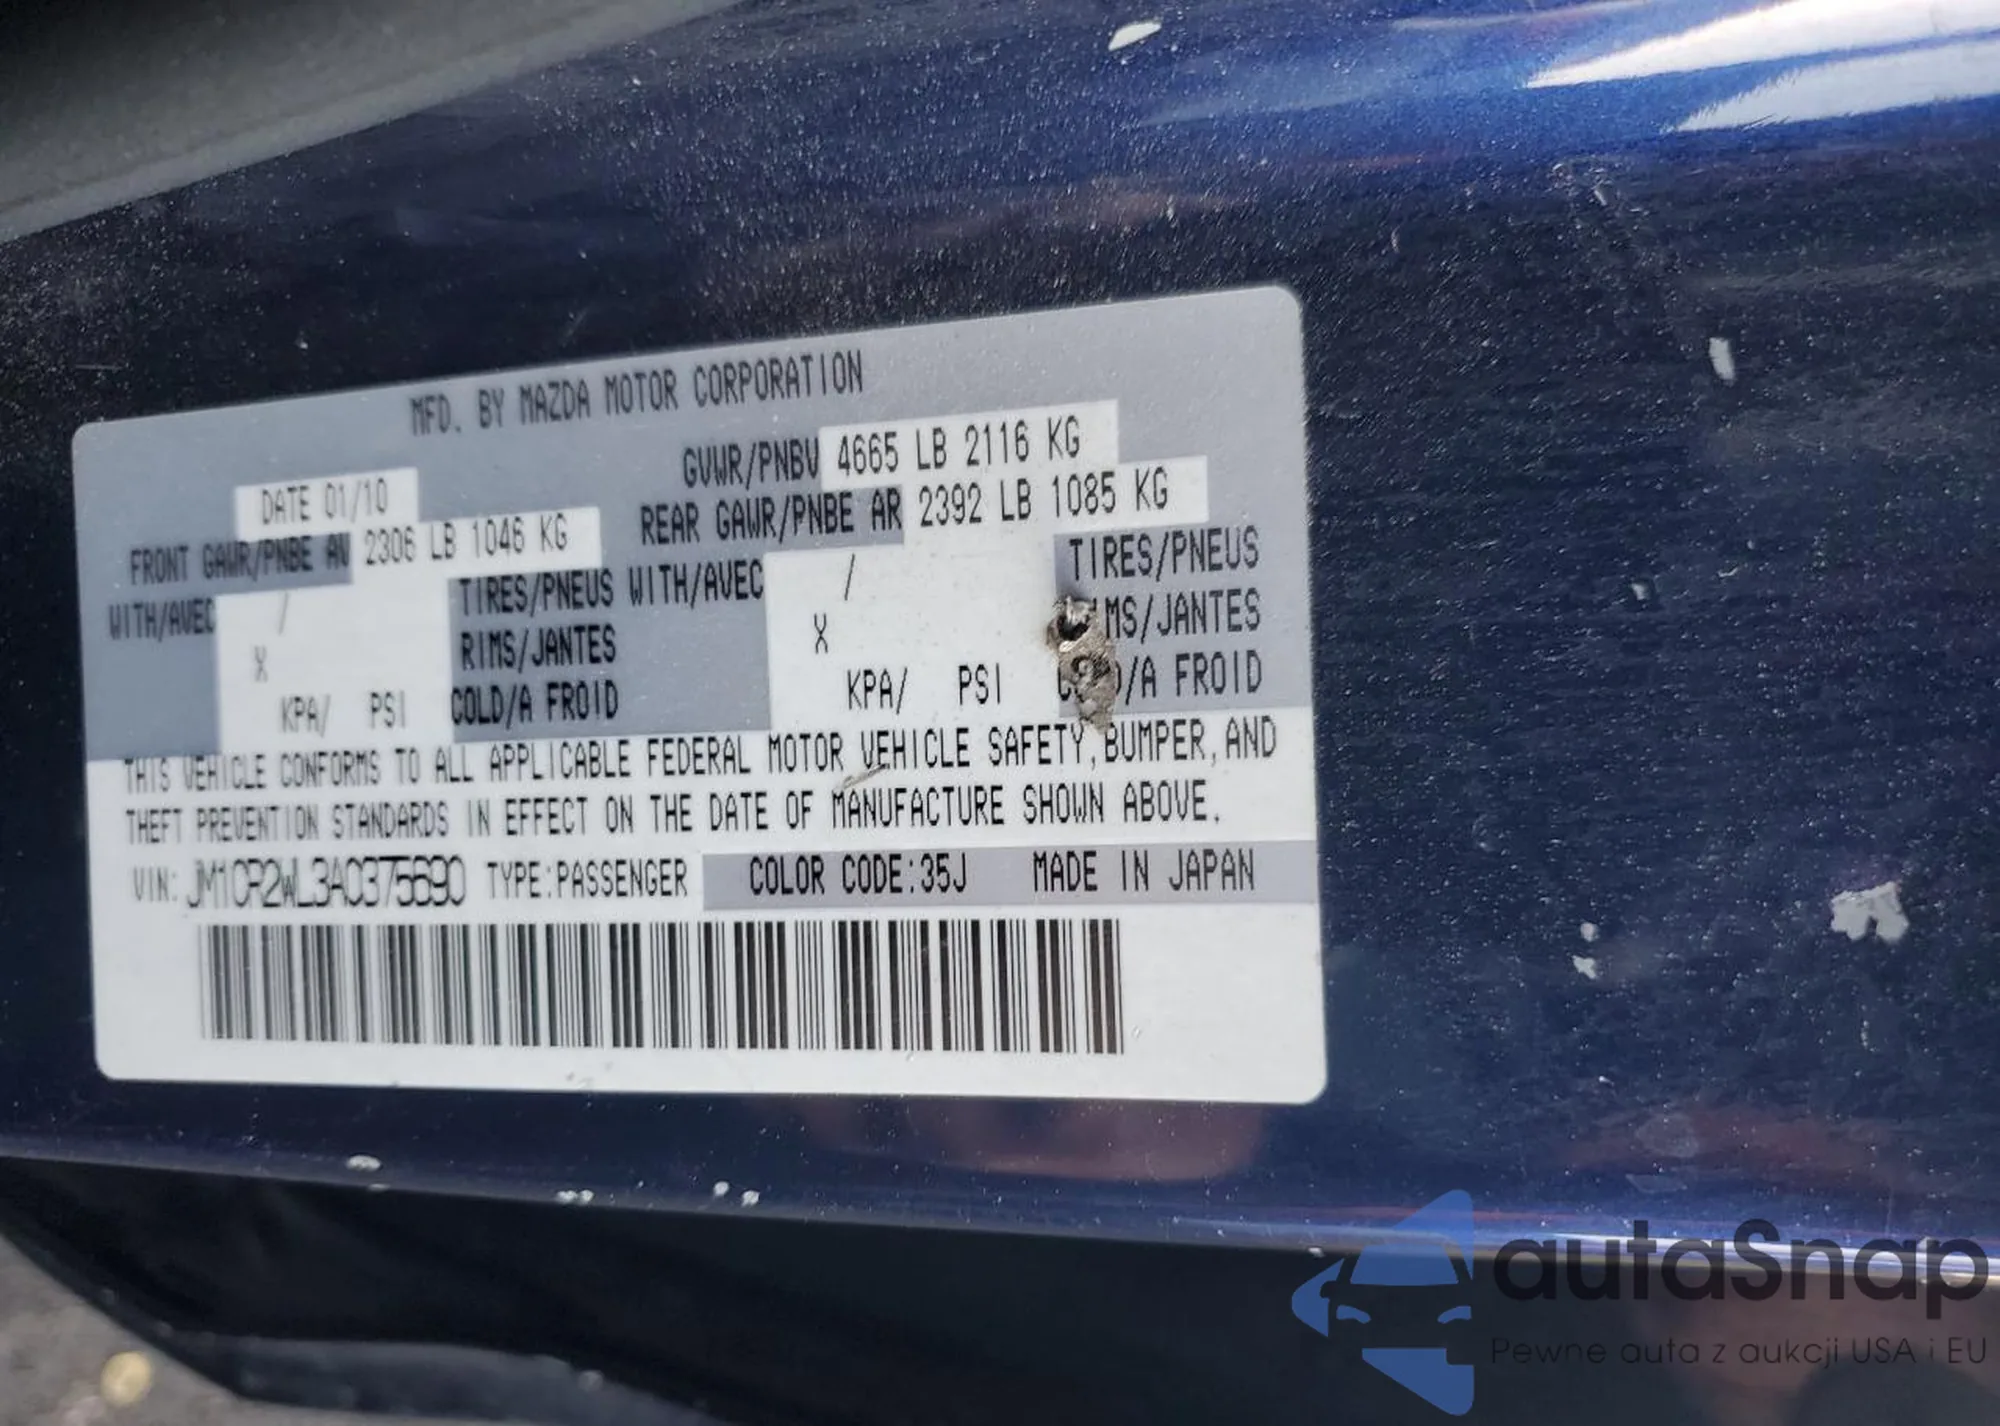 MFD. BY MAZDA MOTOR CORPORATION
GVWR/PNBV 4665 LB 2116 KG
DATE 01/10
REAR GAWR/PNBE AR 2392 LB 1085 KG
FRONT GAWR/PNBE AV 2306 LB 1046 KG
WITH/AVEC / TIRES/PNEUS WITH/AVEC / TIRES/PNEUS
X RIMS/JANTES X MS/JANTES
KPA/ PSI COLD/A FROID KPA/ PSI /A FROID
THIS VEHICLE CONFORMS TO ALL APPLICABLE FEDERAL MOTOR VEHICLE SAFETY, BUMPER, AND
THEFT PREVENTION STANDARDS IN EFFECT ON THE DATE OF MANUFACTURE SHOWN ABOVE.
VIN: JM1CR2WL3A0375690 TYPE:PASSENGER COLOR CODE:35J MADE IN JAPAN
autaSnap
Pewne auta z aukcji USA i EU